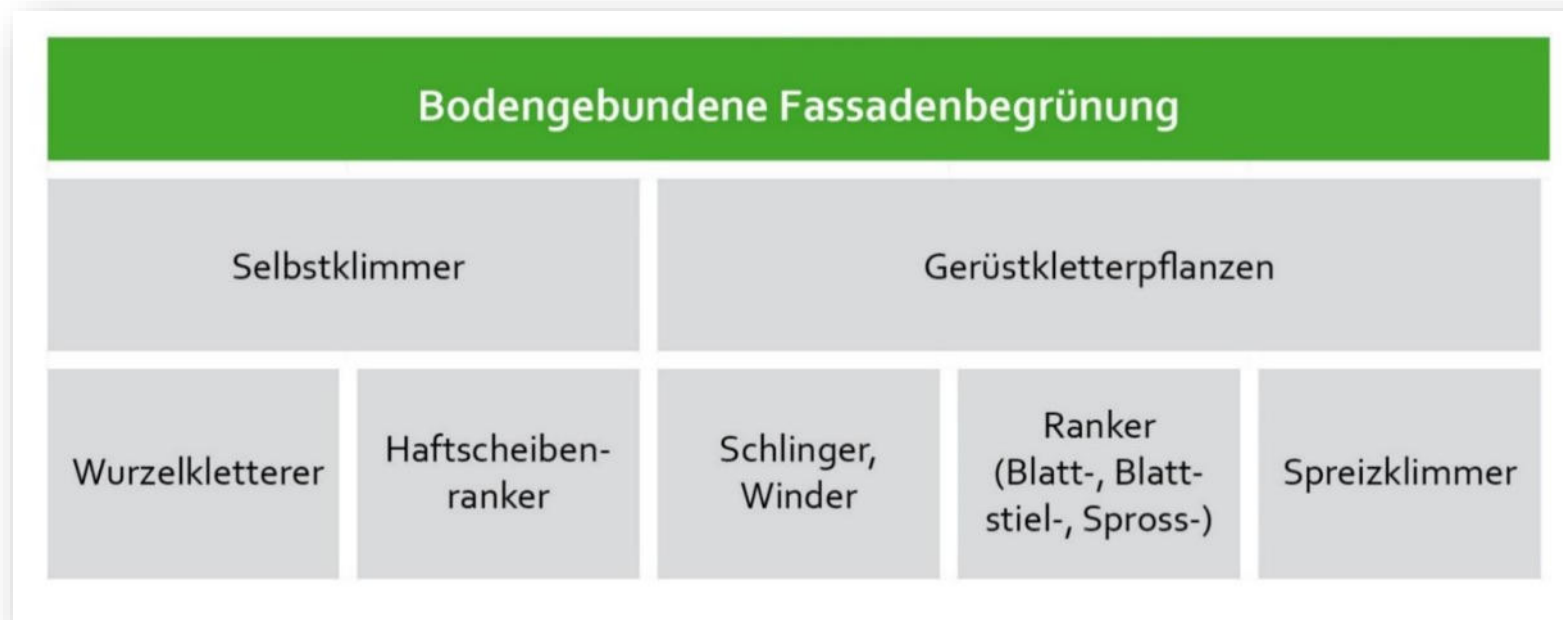 Bodengebundene Fassadenbegrünung
Selbstklimmer
Gerüstkletterpflanzen
Wurzelkletterer
Haftscheiben-
ranker
Schlinger,
Winder
Ranker
(Blatt-, Blatt-
stiel-, Spross-)
Spreizklimmer